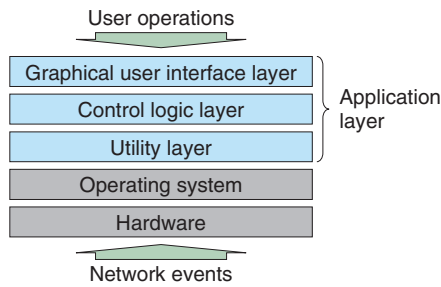 User operations
Graphical user interface layer
Control logic layer
Utility layer
Application
layer
Operating system
Hardware
Network events